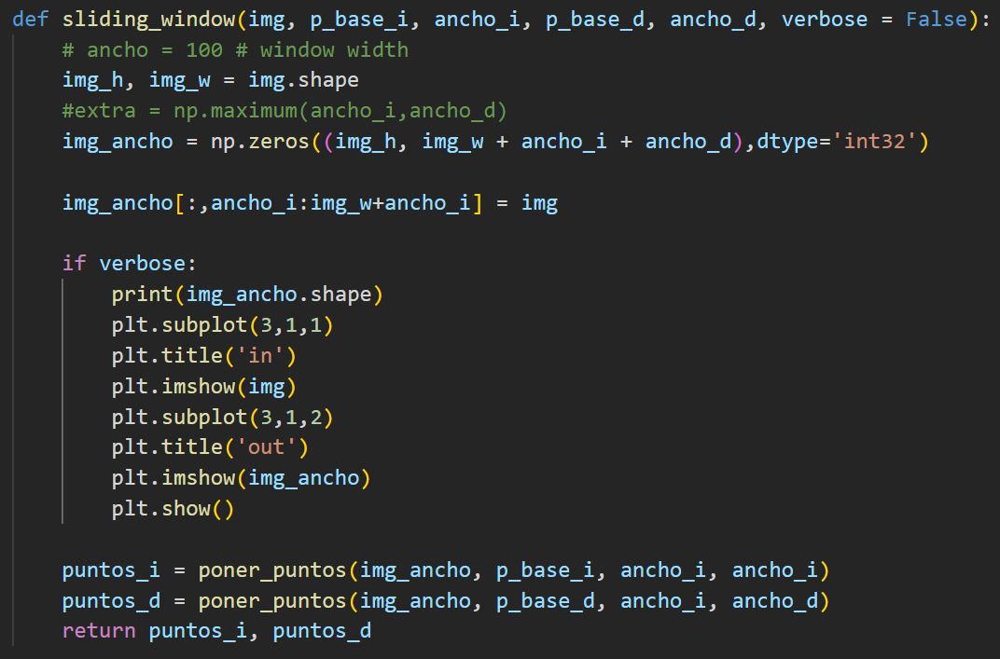 def sliding_window(img, p_base_i, ancho_i, p_base_d, ancho_d, verbose = False):
    # ancho = 100 # window width
    img_h, img_w = img.shape
    #extra = np.maximum(ancho_i,ancho_d)
    img_ancho = np.zeros((img_h, img_w + ancho_i + ancho_d),dtype='int32')

    img_ancho[:,ancho_i:img_w+ancho_i] = img

    if verbose:
        print(img_ancho.shape)
        plt.subplot(3,1,1)
        plt.title('in')
        plt.imshow(img)
        plt.subplot(3,1,2)
        plt.title('out')
        plt.imshow(img_ancho)
        plt.show()

    puntos_i = poner_puntos(img_ancho, p_base_i, ancho_i, ancho_i)
    puntos_d = poner_puntos(img_ancho, p_base_d, ancho_i, ancho_d)
    return puntos_i, puntos_d